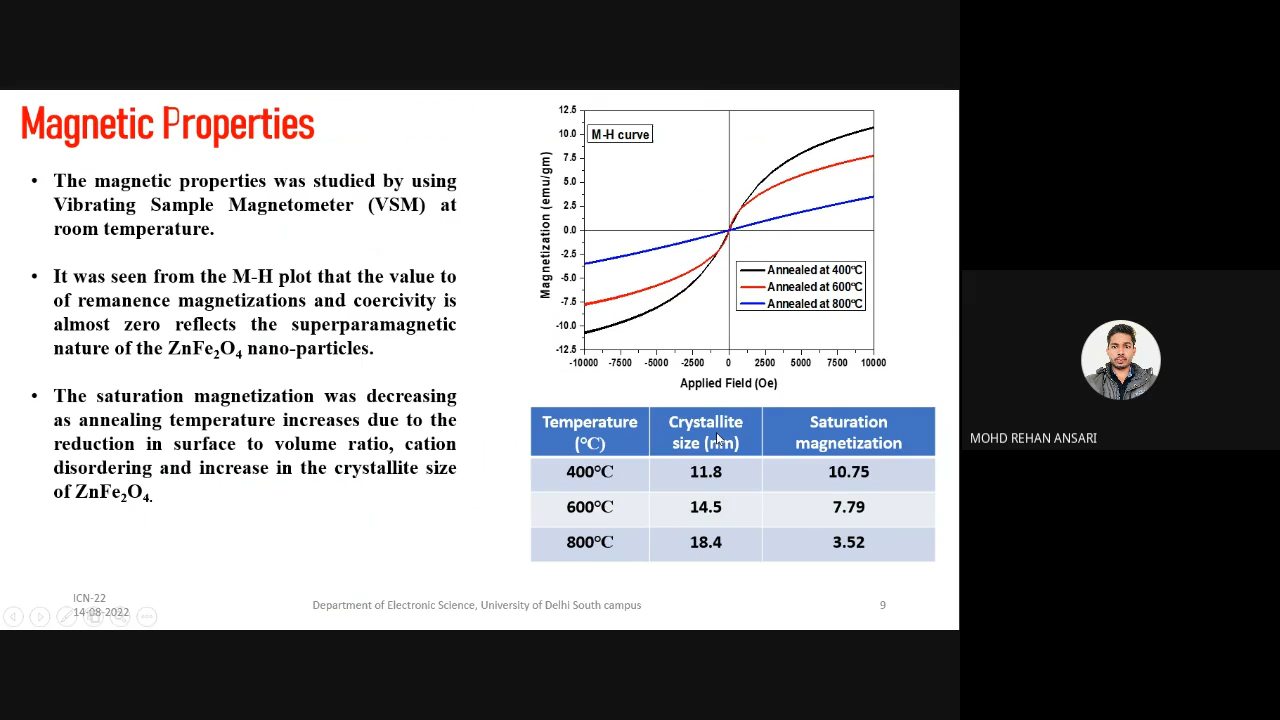 Magnetic Properties
• The magnetic properties was studied by using
Vibrating Sample Magnetometer (VSM) at
room temperature.
• It was seen from the M-H plot that the value to
of remanence magnetizations and coercivity is
almost zero reflects the superparamagnetic
nature of the ZnFe₂O₄ nano-particles.
• The saturation magnetization was decreasing
as annealing temperature increases due to the
reduction in surface to volume ratio, cation
disordering and increase in the crystallite size
of ZnFe₂O₄.
M-H curve
Magnetization (emu/gm)
12.5
10.0
7.5
5.0
2.5
0.0
-2.5
-5.0
-7.5
-10.0
-12.5
Annealed at 400°C
Annealed at 600°C
Annealed at 800°C
-10000 -7500 -5000 -2500 0 2500 5000 7500 10000
Applied Field (Oe)
Temperature (°C) Crystallite size (nm) Saturation magnetization
400°C 11.8 10.75
600°C 14.5 7.79
800°C 18.4 3.52
ICN-22
14-08-2022
Department of Electronic Science, University of Delhi South campus
9
MOHD REHAN ANSARI